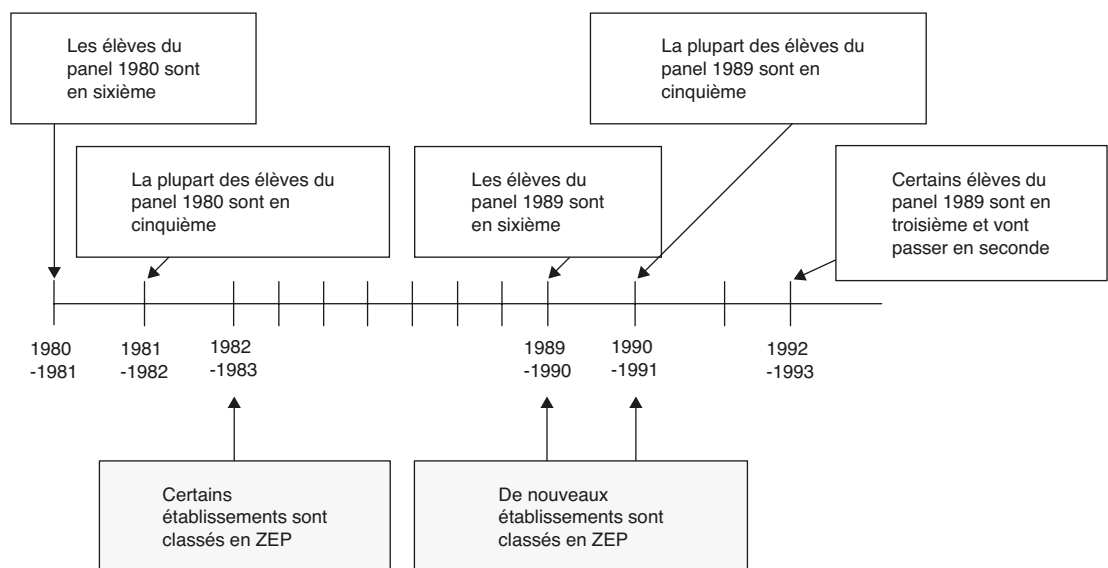 Les élèves du
panel 1980 sont
en sixième
La plupart des élèves du
panel 1989 sont en
cinquième
La plupart des élèves du
panel 1980 sont en
cinquième
Les élèves du
panel 1989 sont
en sixième
Certains élèves du
panel 1989 sont en
troisième et vont
passer en seconde
1980
-1981
1981
-1982
1982
-1983
1989
-1990
1990
-1991
1992
-1993
Certains
établissements sont
classés en ZEP
De nouveaux
établissements sont
classés en ZEP